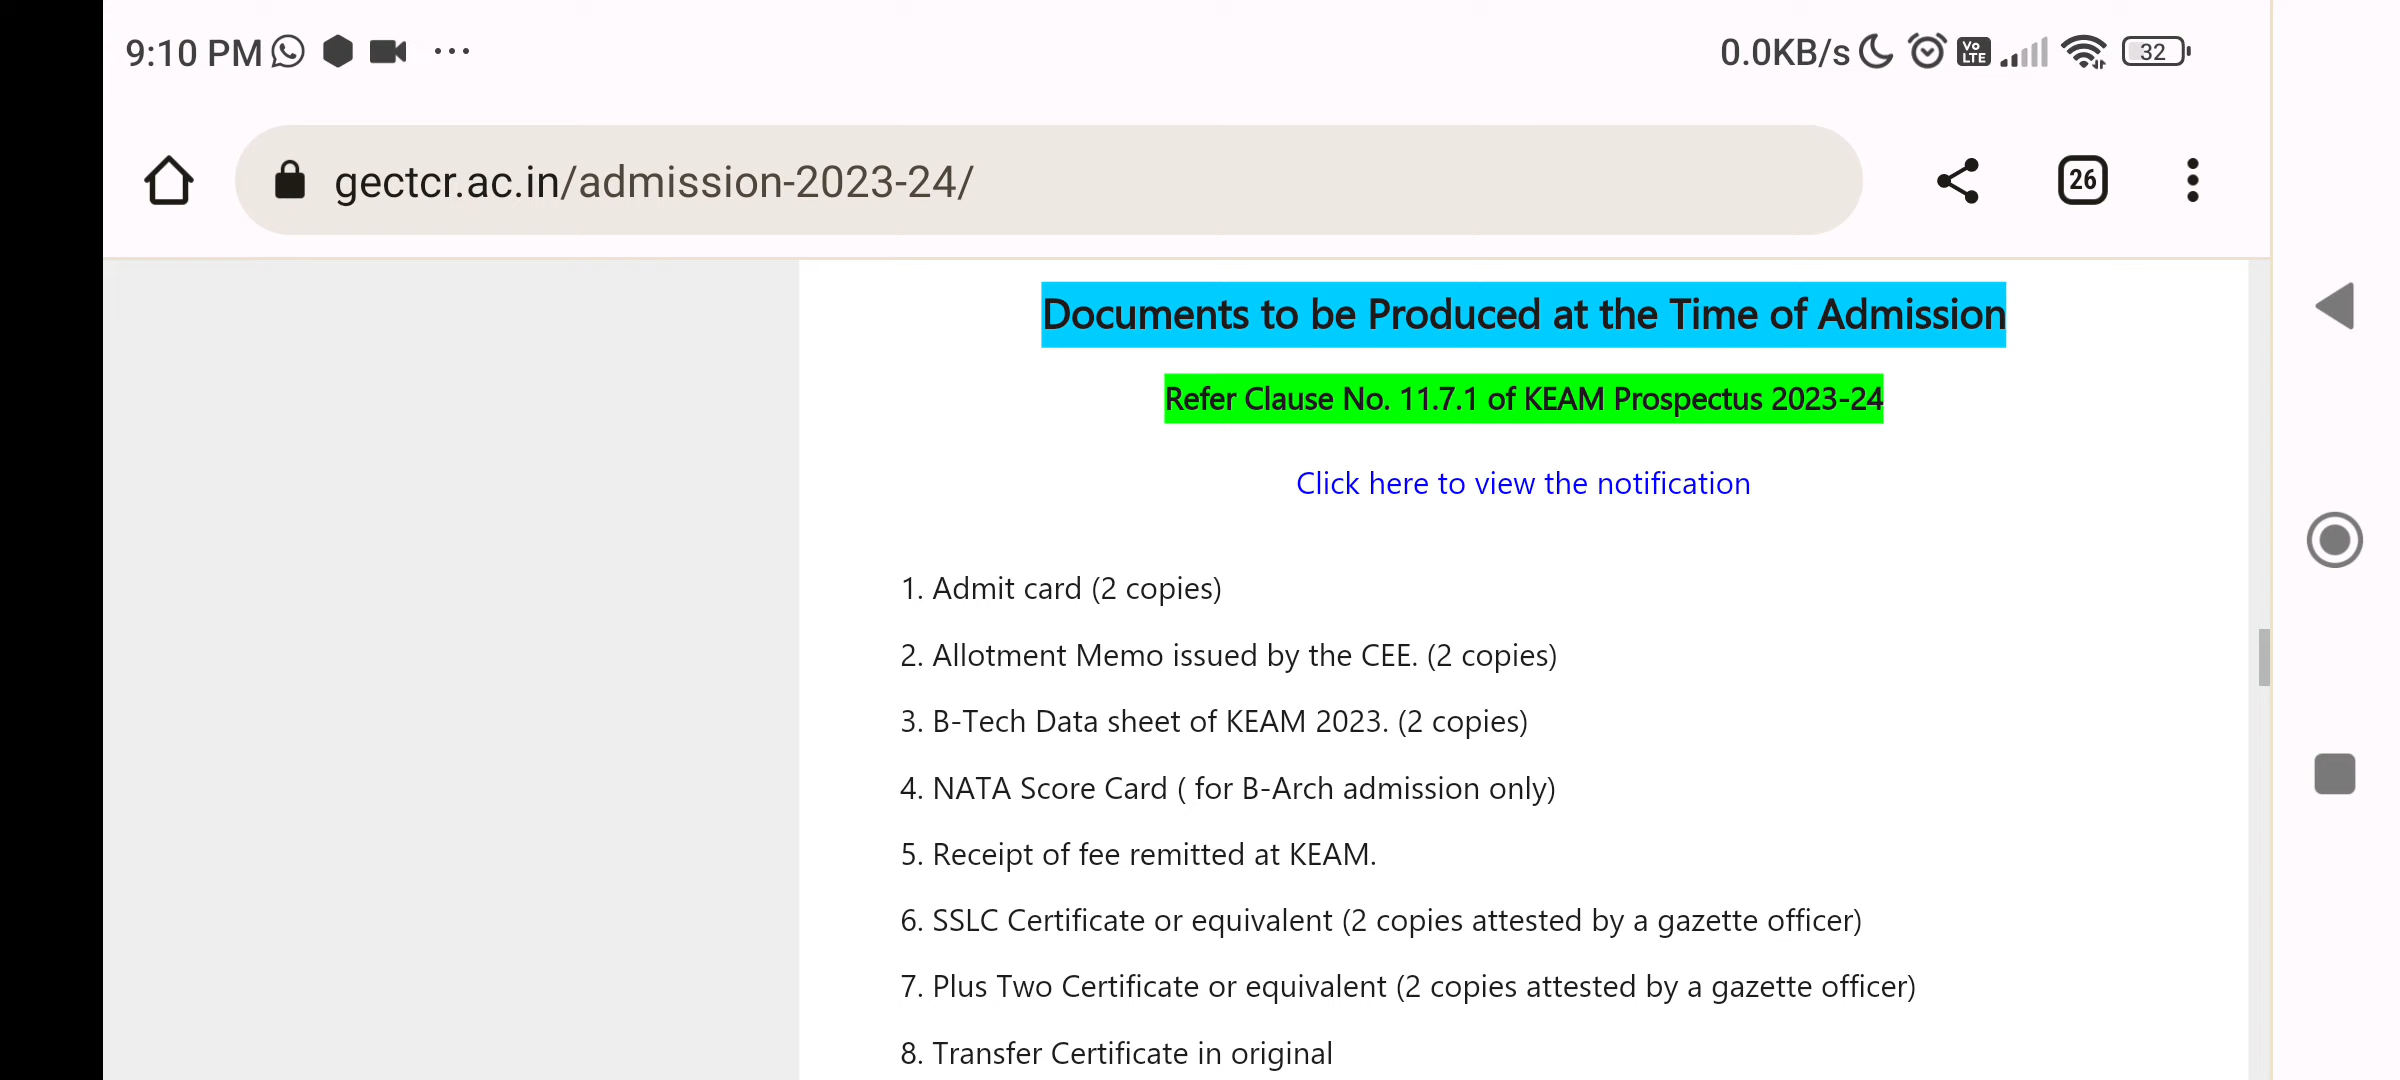 9:10 PM ... 0.0KB/s Vo LTE 32
gectcr.ac.in/admission-2023-24/ 26
Documents to be Produced at the Time of Admission
Refer Clause No. 11.7.1 of KEAM Prospectus 2023-24
Click here to view the notification
1. Admit card (2 copies)
2. Allotment Memo issued by the CEE. (2 copies)
3. B-Tech Data sheet of KEAM 2023. (2 copies)
4. NATA Score Card ( for B-Arch admission only)
5. Receipt of fee remitted at KEAM.
6. SSLC Certificate or equivalent (2 copies attested by a gazette officer)
7. Plus Two Certificate or equivalent (2 copies attested by a gazette officer)
8. Transfer Certificate in original